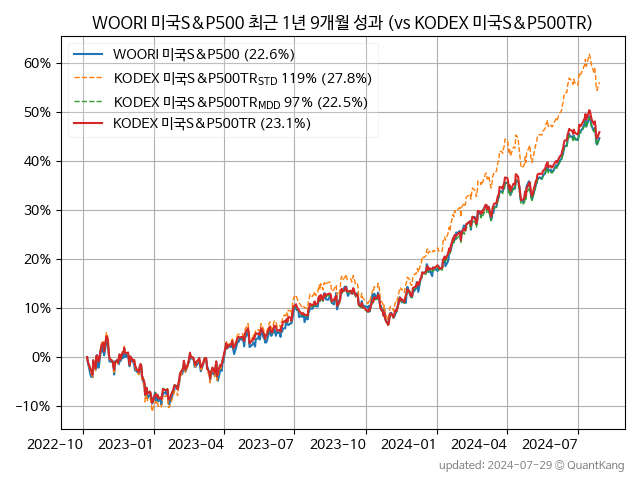 WOORI 미국S&P500 최근 1년 9개월 성과 (vs KODEX 미국S&P500TR)
WOORI 미국S&P500 (22.6%)
KODEX 미국S&P500TR_STD 119% (27.8%)
KODEX 미국S&P500TR_MDD 97% (22.5%)
KODEX 미국S&P500TR (23.1%)
60%
50%
40%
30%
20%
10%
0%
−10%
2022-10 2023-01 2023-04 2023-07 2023-10 2024-01 2024-04 2024-07
updated: 2024-07-29 © QuantKang